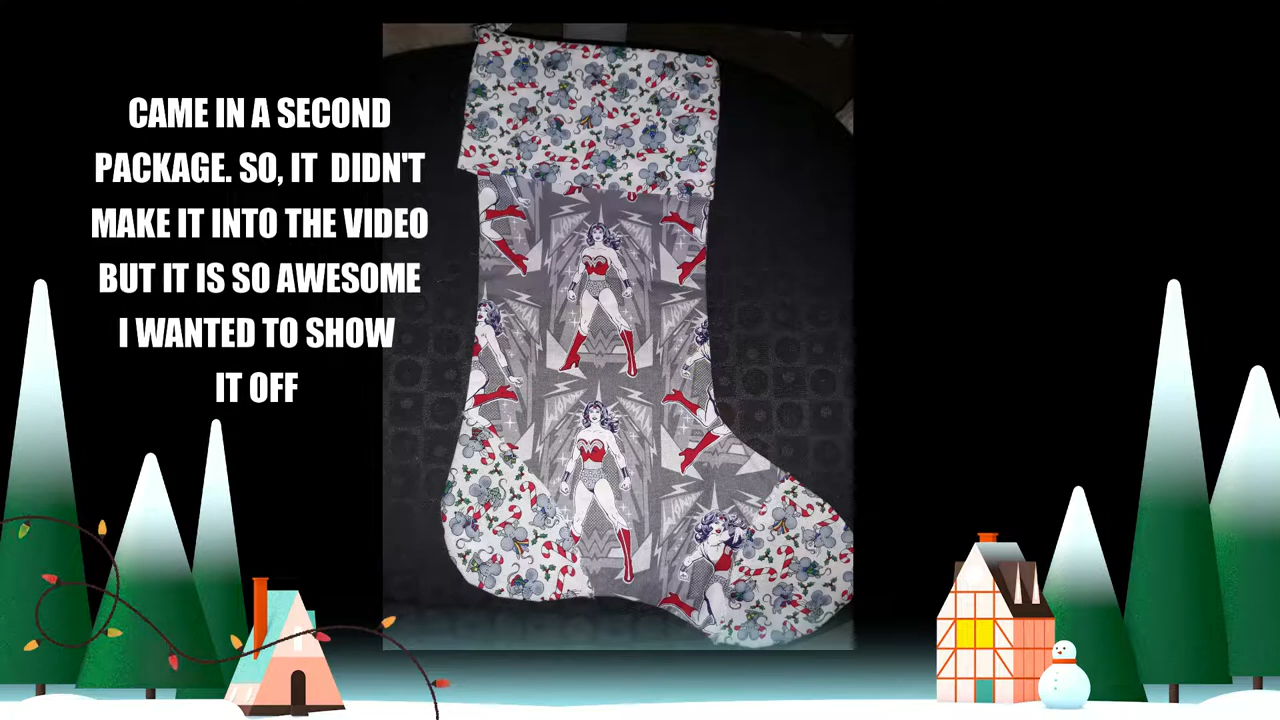 CAME IN A SECOND
PACKAGE. SO, IT DIDN'T
MAKE IT INTO THE VIDEO
BUT IT IS SO AWESOME
I WANTED TO SHOW
IT OFF